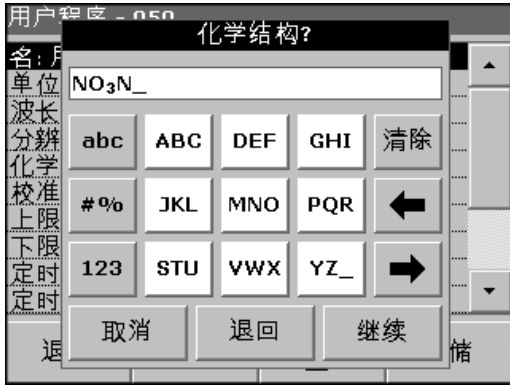 用户程序 - 050
化学结构?
名:
单位
NO₃N_
波长
分辨
abc ABC DEF GHI 清除
化学
校准
#% JKL MNO PQR
上限
下限
123 STU VWX YZ_
定时
定时
取消 退回 继续
退
储